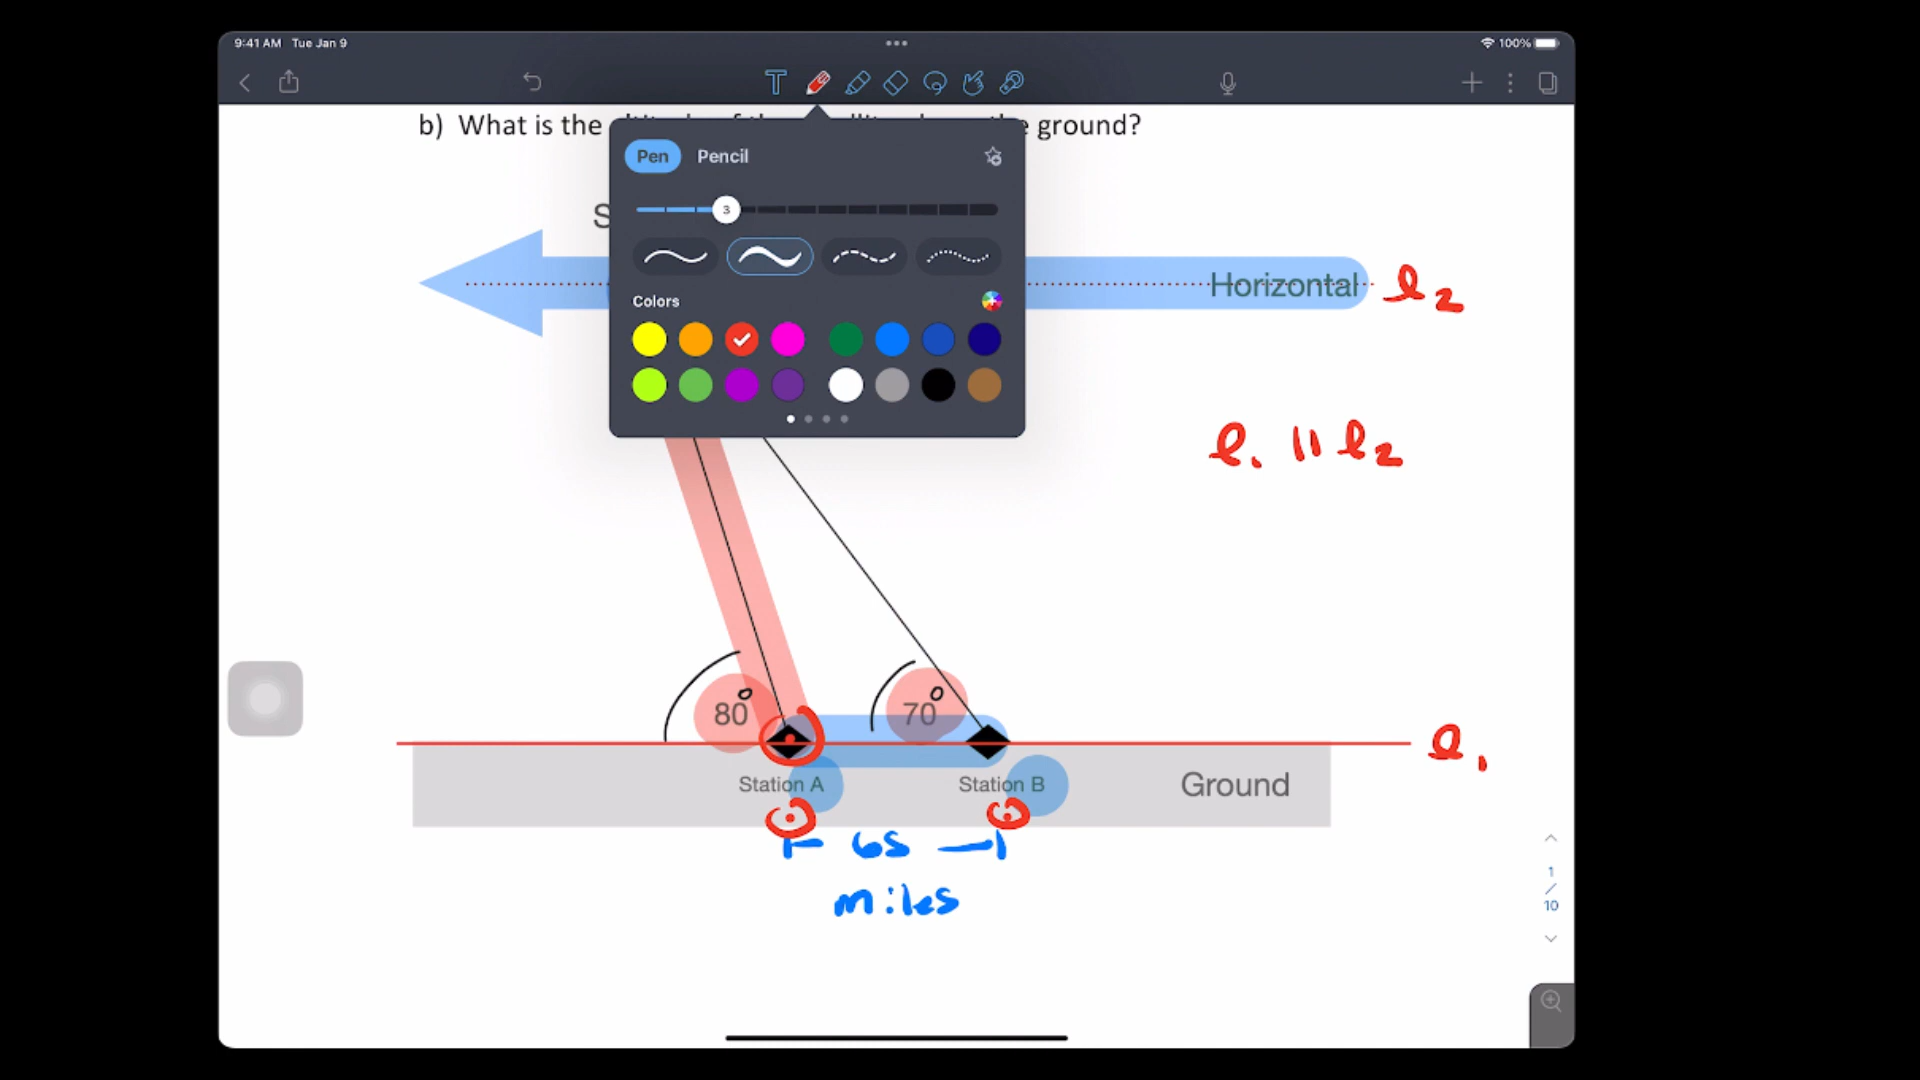 9:41 AM Tue Jan 9
100%
T
b) What is the ground?
Pen Pencil
3
S
Horizontal l2
Colors
l1 || l2
80° 70°
l1
Station A Station B Ground
65
miles
1
/
10